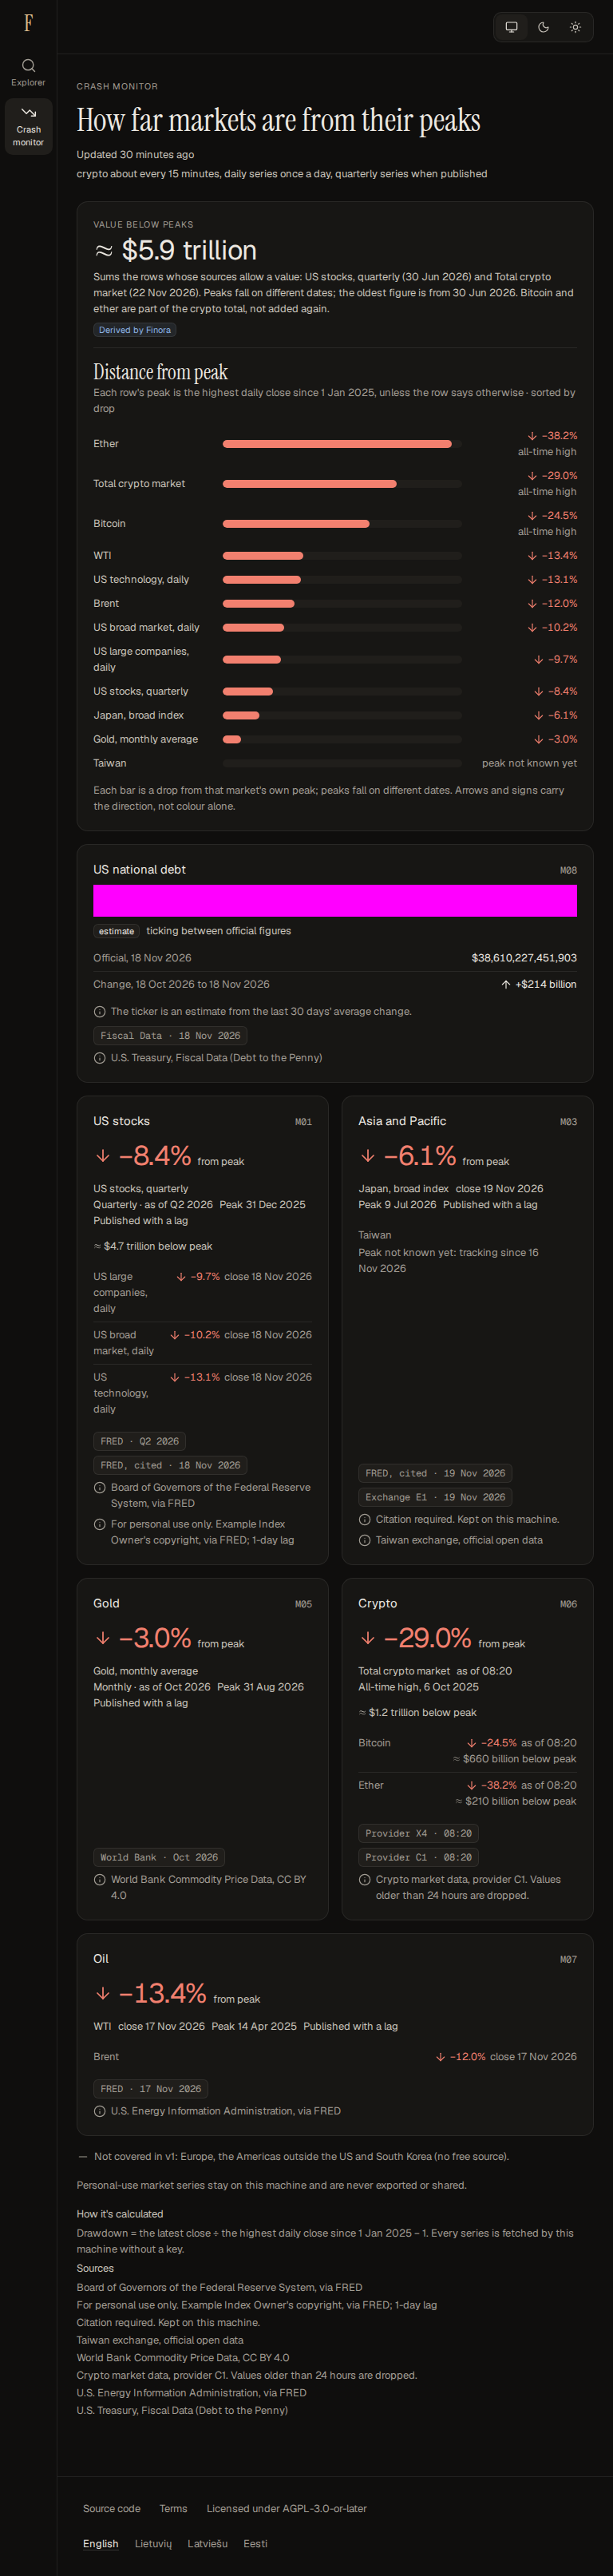 F
Explorer
Crash
monitor
CRASH MONITOR
How far markets are from their peaks
Updated 30 minutes ago
crypto about every 15 minutes, daily series once a day, quarterly series when published
VALUE BELOW PEAKS
≈ $5.9 trillion
Sums the rows whose sources allow a value: US stocks, quarterly (30 Jun 2026) and Total crypto
market (22 Nov 2026). Peaks fall on different dates; the oldest figure is from 30 Jun 2026. Bitcoin and
ether are part of the crypto total, not added again.
Derived by Finora
Distance from peak
Each row's peak is the highest daily close since 1 Jan 2025, unless the row says otherwise · sorted by
drop
Ether ↓ −38.2%
all-time high
Total crypto market ↓ −29.0%
all-time high
Bitcoin ↓ −24.5%
all-time high
WTI ↓ −13.4%
US technology, daily ↓ −13.1%
Brent ↓ −12.0%
US broad market, daily ↓ −10.2%
US large companies,
daily ↓ −9.7%
US stocks, quarterly ↓ −8.4%
Japan, broad index ↓ −6.1%
Gold, monthly average ↓ −3.0%
Taiwan peak not known yet
Each bar is a drop from that market's own peak; peaks fall on different dates. Arrows and signs carry
the direction, not colour alone.
US national debt M08
estimate ticking between official figures
Official, 18 Nov 2026 $38,610,227,451,903
Change, 18 Oct 2026 to 18 Nov 2026 ↑ +$214 billion
The ticker is an estimate from the last 30 days' average change.
Fiscal Data · 18 Nov 2026
U.S. Treasury, Fiscal Data (Debt to the Penny)
US stocks M01
↓ −8.4% from peak
US stocks, quarterly
Quarterly · as of Q2 2026 Peak 31 Dec 2025
Published with a lag
≈ $4.7 trillion below peak
US large
companies,
daily
↓ −9.7% close 18 Nov 2026
US broad
market, daily
↓ −10.2% close 18 Nov 2026
US
technology,
daily
↓ −13.1% close 18 Nov 2026
FRED · Q2 2026
FRED, cited · 18 Nov 2026
Board of Governors of the Federal Reserve
System, via FRED
For personal use only. Example Index
Owner's copyright, via FRED; 1-day lag
Asia and Pacific M03
↓ −6.1% from peak
Japan, broad index close 19 Nov 2026
Peak 9 Jul 2026 Published with a lag
Taiwan
Peak not known yet: tracking since 16
Nov 2026
FRED, cited · 19 Nov 2026
Exchange E1 · 19 Nov 2026
Citation required. Kept on this machine.
Taiwan exchange, official open data
Gold M05
↓ −3.0% from peak
Gold, monthly average
Monthly · as of Oct 2026 Peak 31 Aug 2026
Published with a lag
World Bank · Oct 2026
World Bank Commodity Price Data, CC BY
4.0
Crypto M06
↓ −29.0% from peak
Total crypto market as of 08:20
All-time high, 6 Oct 2025
≈ $1.2 trillion below peak
Bitcoin ↓ −24.5% as of 08:20
≈ $660 billion below peak
Ether ↓ −38.2% as of 08:20
≈ $210 billion below peak
Provider X4 · 08:20
Provider C1 · 08:20
Crypto market data, provider C1. Values
older than 24 hours are dropped.
Oil M07
↓ −13.4% from peak
WTI close 17 Nov 2026 Peak 14 Apr 2025 Published with a lag
Brent ↓ −12.0% close 17 Nov 2026
FRED · 17 Nov 2026
U.S. Energy Information Administration, via FRED
— Not covered in v1: Europe, the Americas outside the US and South Korea (no free source).
Personal-use market series stay on this machine and are never exported or shared.
How it's calculated
Drawdown = the latest close ÷ the highest daily close since 1 Jan 2025 − 1. Every series is fetched by this
machine without a key.
Sources
Board of Governors of the Federal Reserve System, via FRED
For personal use only. Example Index Owner's copyright, via FRED; 1-day lag
Citation required. Kept on this machine.
Taiwan exchange, official open data
World Bank Commodity Price Data, CC BY 4.0
Crypto market data, provider C1. Values older than 24 hours are dropped.
U.S. Energy Information Administration, via FRED
U.S. Treasury, Fiscal Data (Debt to the Penny)
Source code Terms Licensed under AGPL-3.0-or-later
English Lietuvių Latviešu Eesti